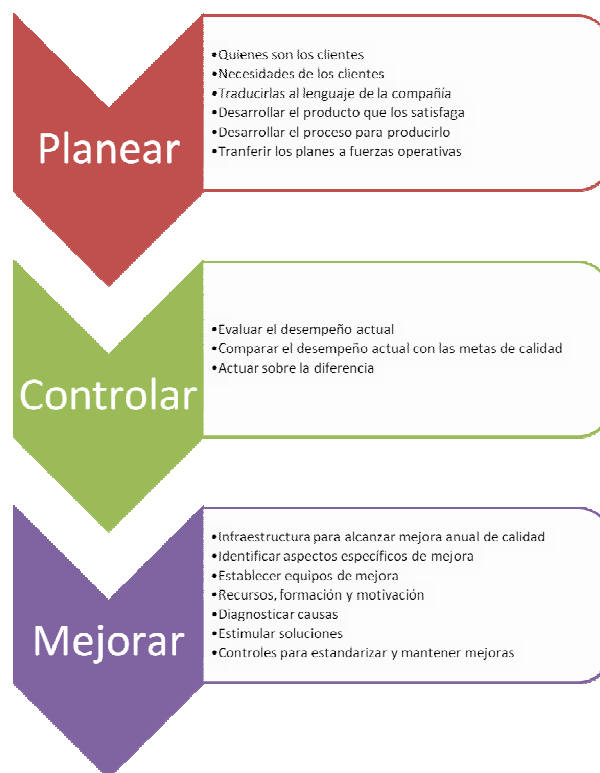 Planear
•Quienes son los clientes
•Necesidades de los clientes
•Traducirlas al lenguaje de la compañía
•Desarrollar el producto que los satisfaga
•Desarrollar el proceso para producirlo
•Tranferir los planes a fuerzas operativas
Controlar
•Evaluar el desempeño actual
•Comparar el desempeño actual con las metas de calidad
•Actuar sobre la diferencia
Mejorar
•Infraestructura para alcanzar mejora anual de calidad
•Identificar aspectos específicos de mejora
•Establecer equipos de mejora
•Recursos, formación y motivación
•Diagnosticar causas
•Estimular soluciones
•Controles para estandarizar y mantener mejoras